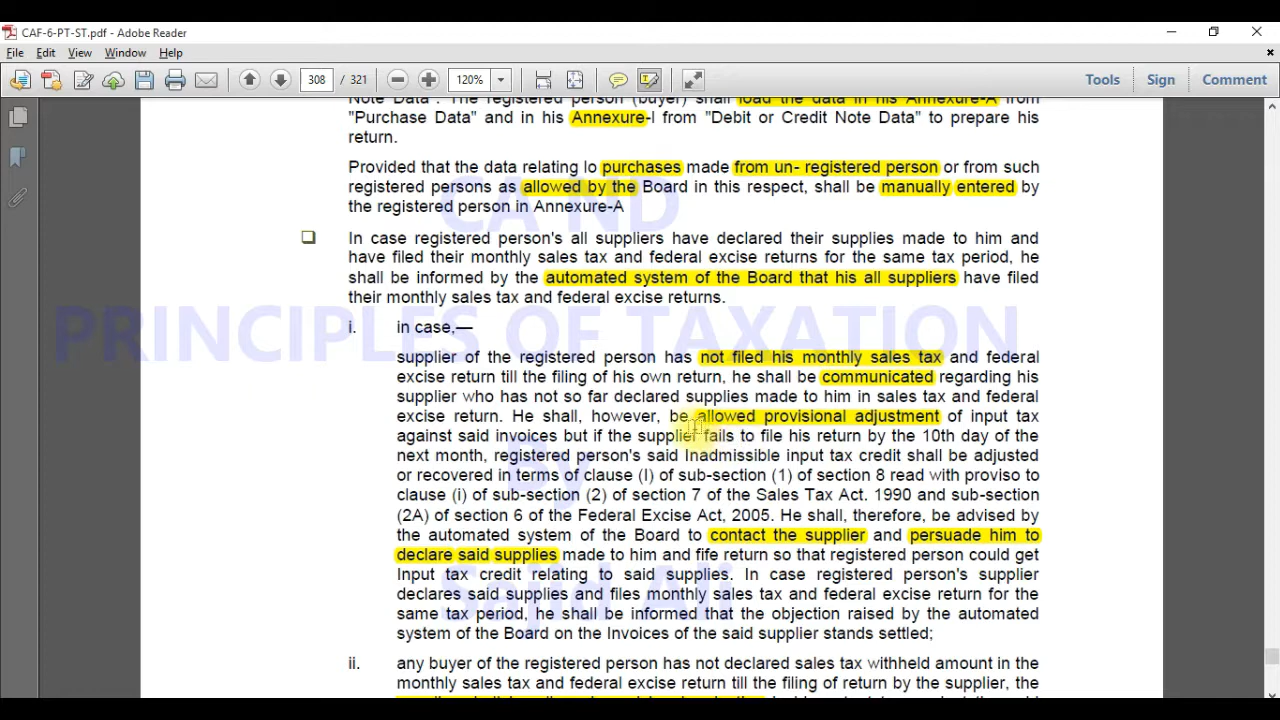 CAF-6-PT-ST.pdf - Adobe Reader
File Edit View Window Help
308 / 321 120% Tools Sign Comment
Note Data". The registered person (buyer) shall load the data in his Annexure-A from
"Purchase Data" and in his Annexure-I from "Debit or Credit Note Data" to prepare his
return.
Provided that the data relating lo purchases made from un- registered person or from such
registered persons as allowed by the Board in this respect, shall be manually entered by
the registered person in Annexure-A
CA ND
In case registered person's all suppliers have declared their supplies made to him and
have filed their monthly sales tax and federal excise returns for the same tax period, he
shall be informed by the automated system of the Board that his all suppliers have filed
their monthly sales tax and federal excise returns.
PRINCIPLES OF TAXATION
i. in case,—
supplier of the registered person has not filed his monthly sales tax and federal
excise return till the filing of his own return, he shall be communicated regarding his
supplier who has not so far declared supplies made to him in sales tax and federal
excise return. He shall, however, be allowed provisional adjustment of input tax
against said invoices but if the supplier fails to file his return by the 10th day of the
next month, registered person's said Inadmissible input tax credit shall be adjusted
or recovered in terms of clause (I) of sub-section (1) of section 8 read with proviso to
By
clause (i) of sub-section (2) of section 7 of the Sales Tax Act. 1990 and sub-section
(2A) of section 6 of the Federal Excise Act, 2005. He shall, therefore, be advised by
the automated system of the Board to contact the supplier and persuade him to
declare said supplies made to him and fife return so that registered person could get
Input tax credit relating to said supplies. In case registered person's supplier
Sajid Ali
declares said supplies and files monthly sales tax and federal excise return for the
same tax period, he shall be informed that the objection raised by the automated
system of the Board on the Invoices of the said supplier stands settled;
ii. any buyer of the registered person has not declared sales tax withheld amount in the
monthly sales tax and federal excise return till the filing of return by the supplier, the